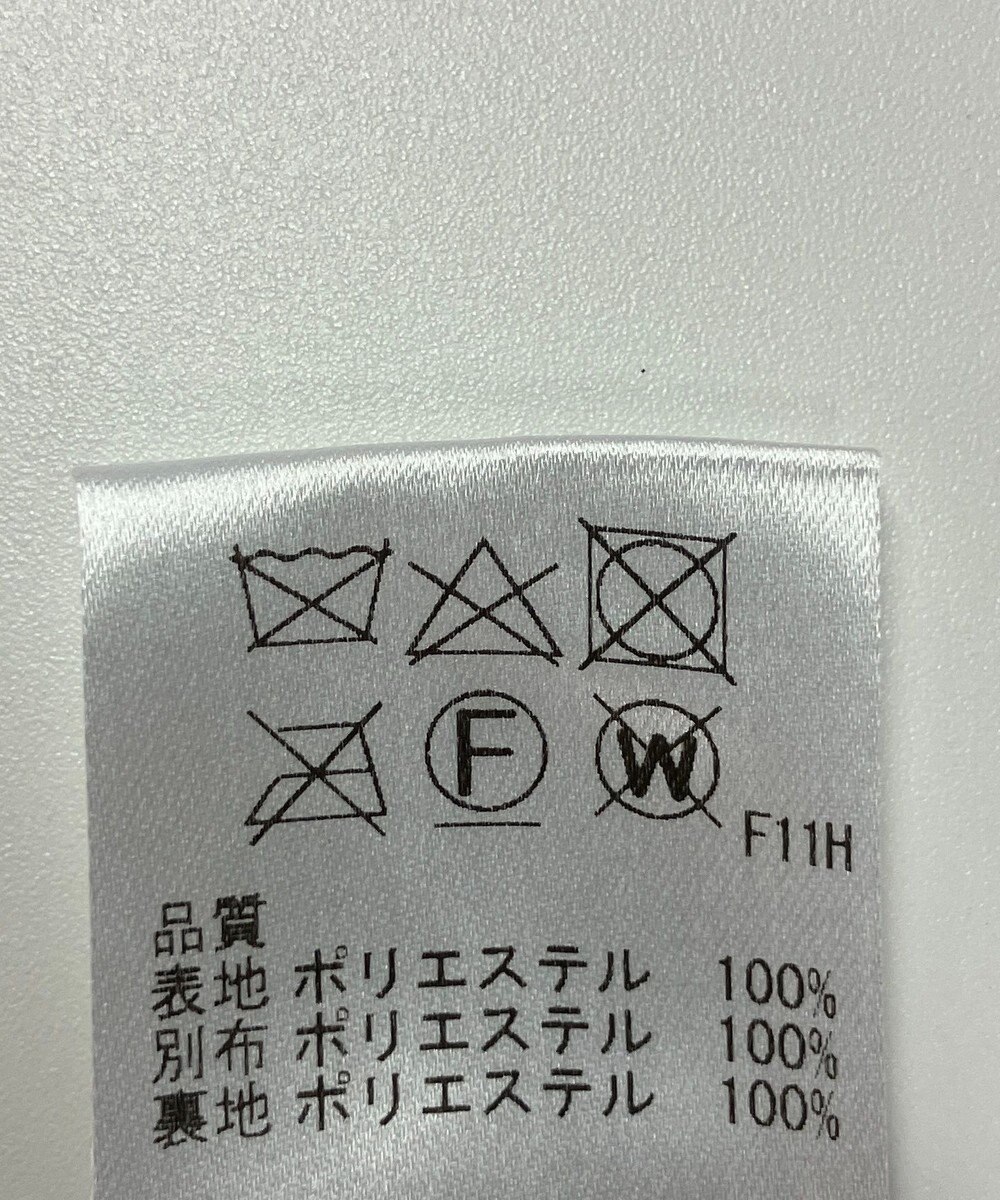 F
W
F11H
品質
表地 ポリエステル 100%
別布 ポリエステル 100%
裏地 ポリエステル 100%